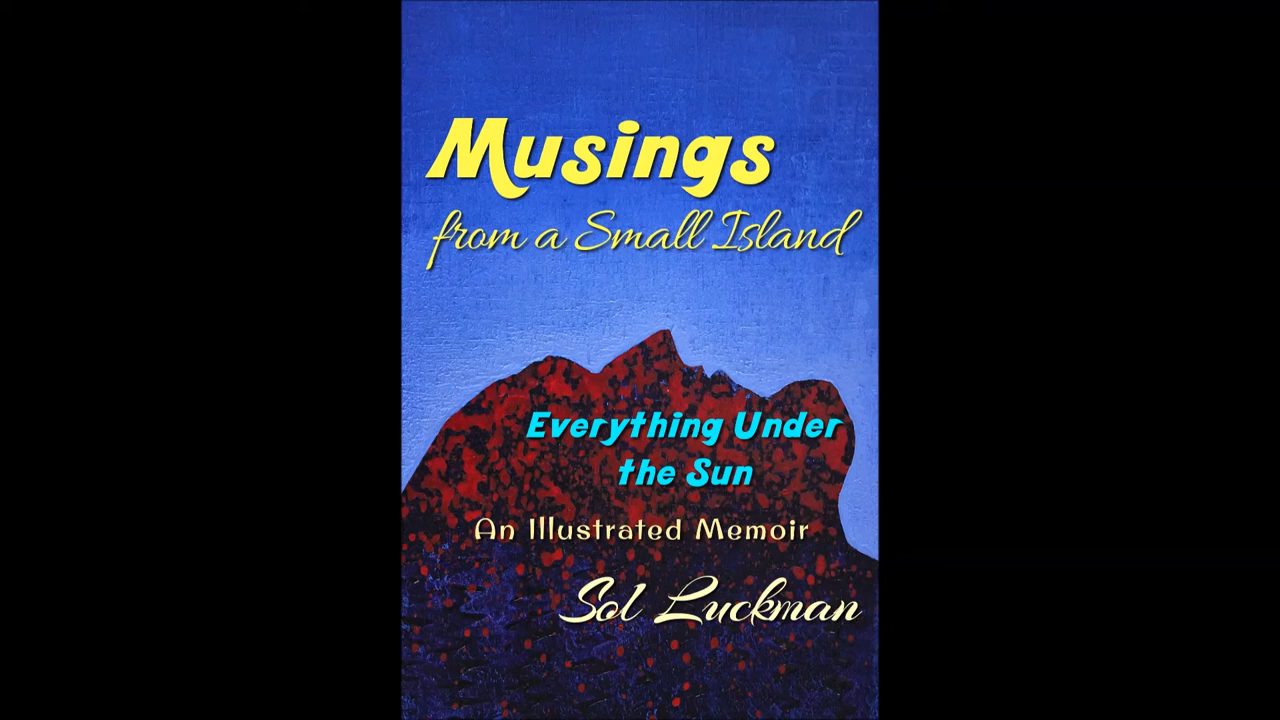 Musings
from a Small Island
Everything Under
the Sun
An Illustrated Memoir
Sol Luckman